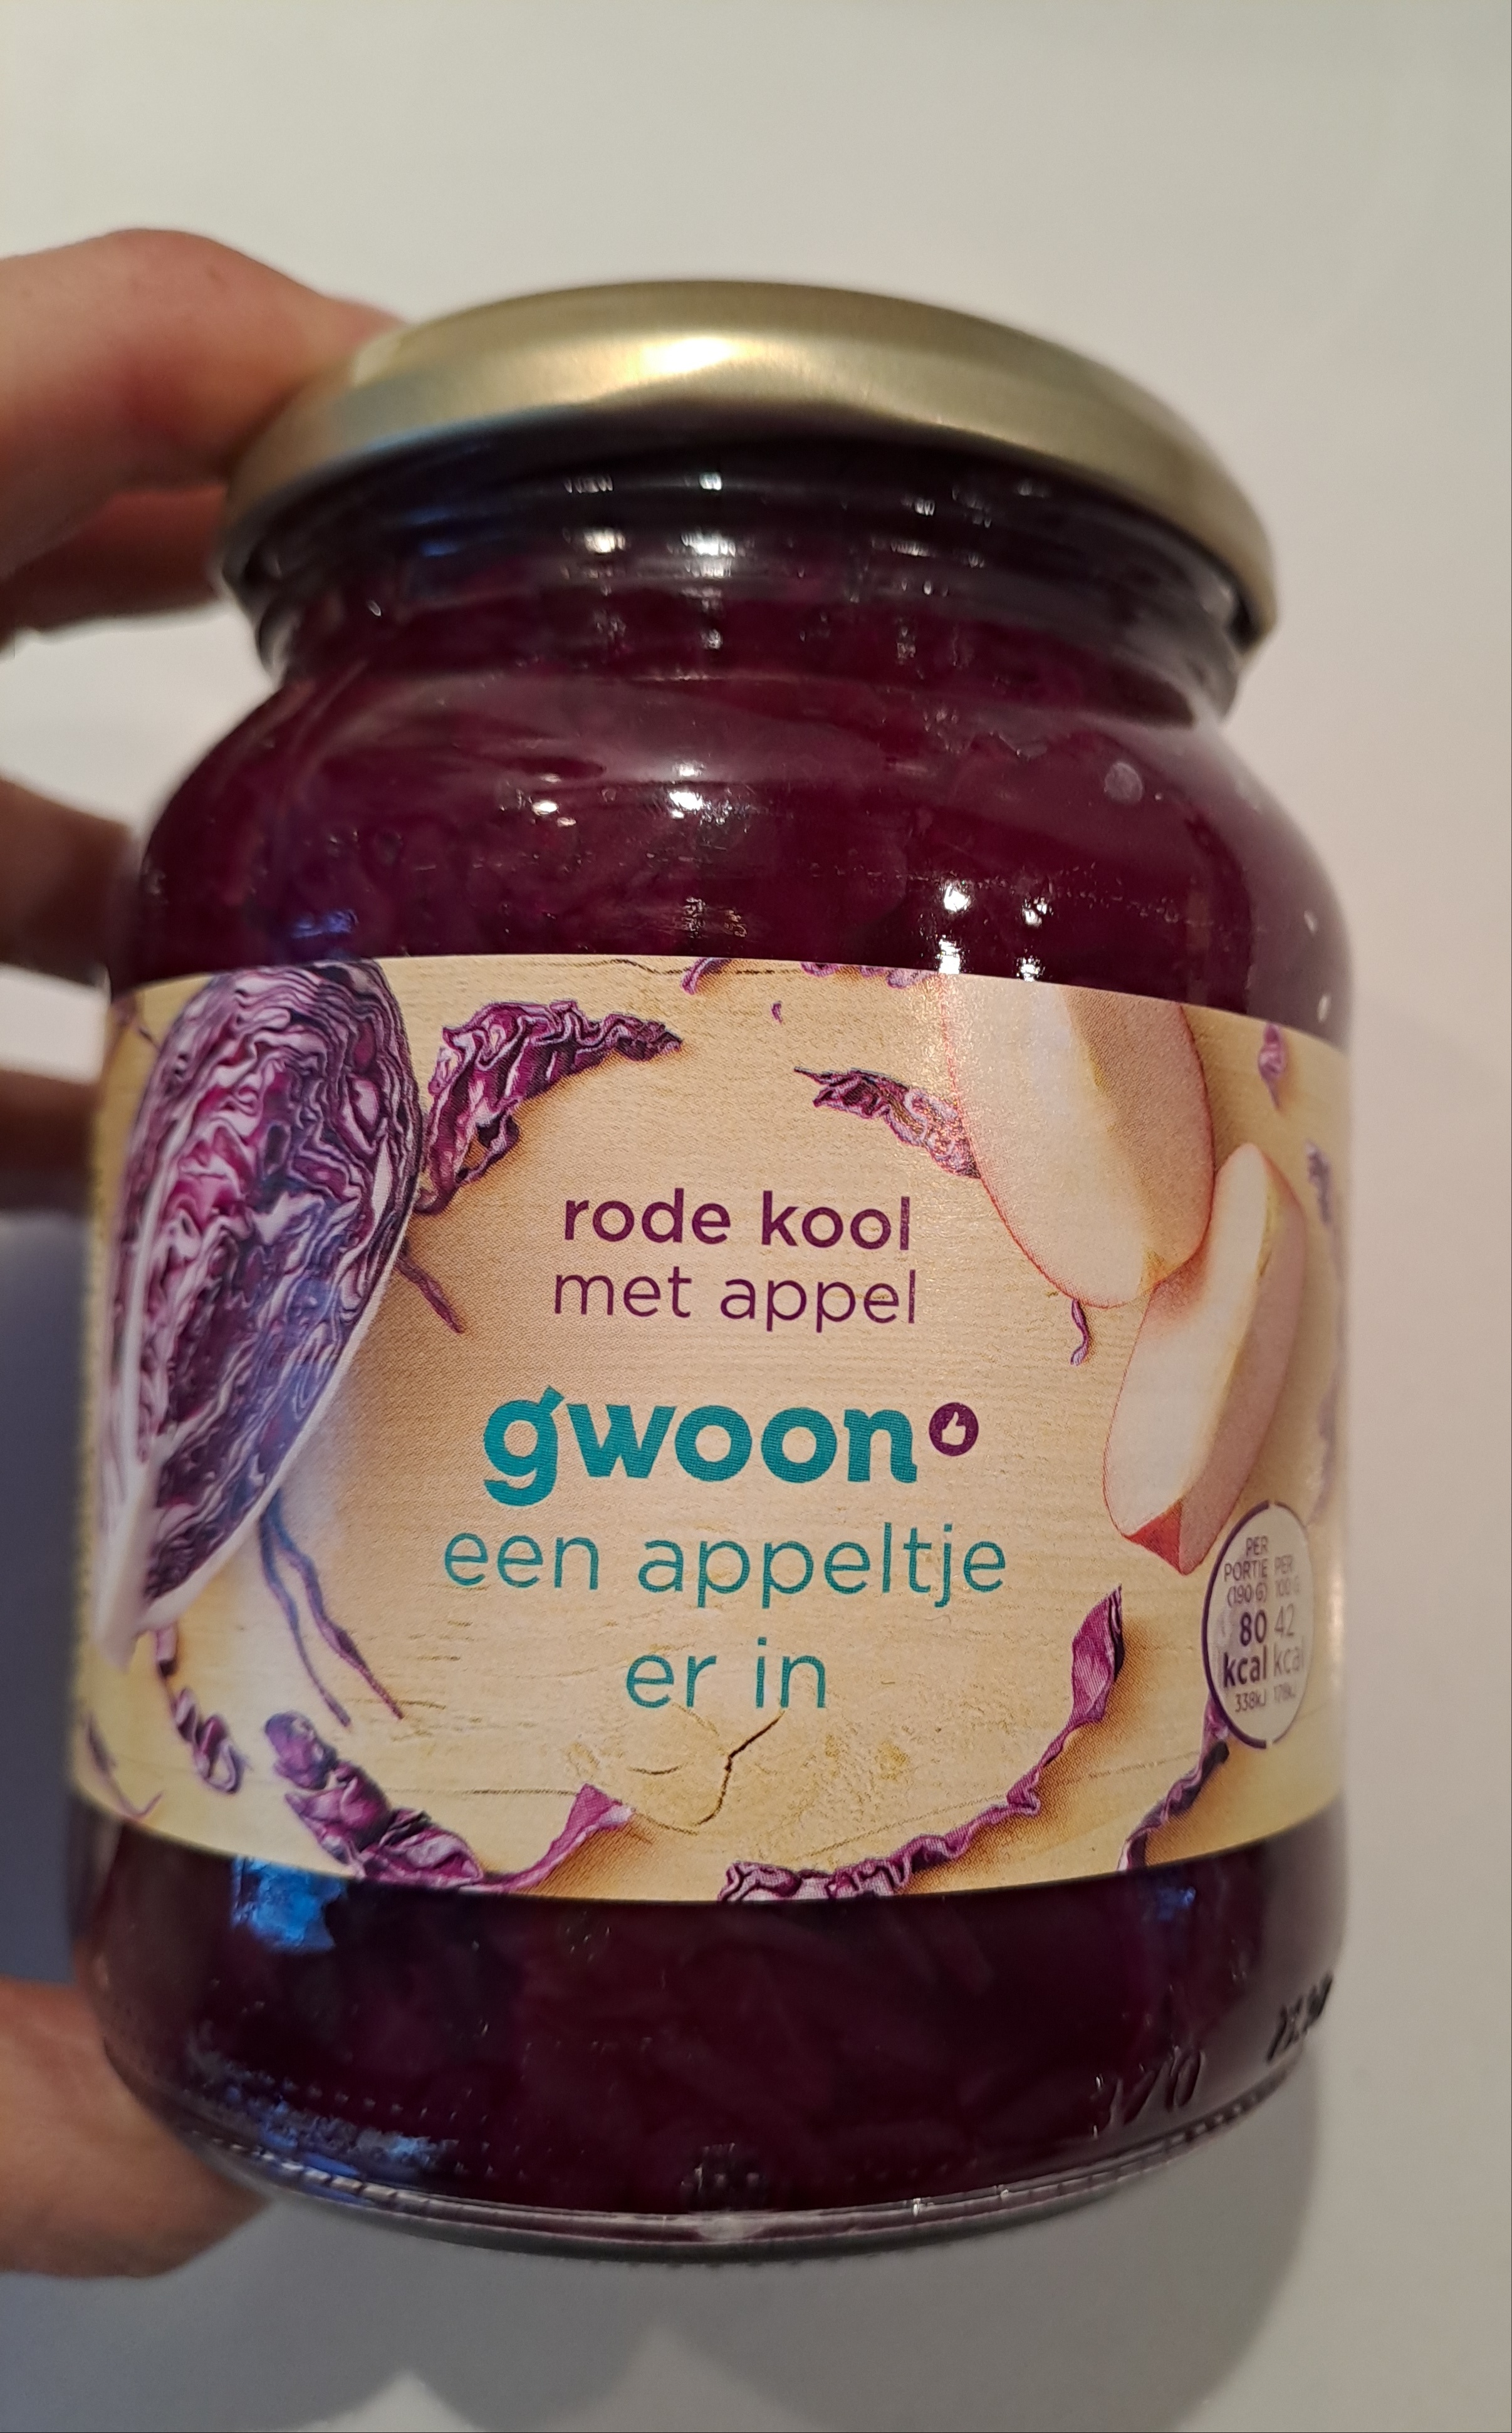 rode kool
met appel
gwoon
een appeltje
er in
PER
PORTIE
(190 G)
80
kcal
338kJ
PER
100 G
42
kcal
178kJ